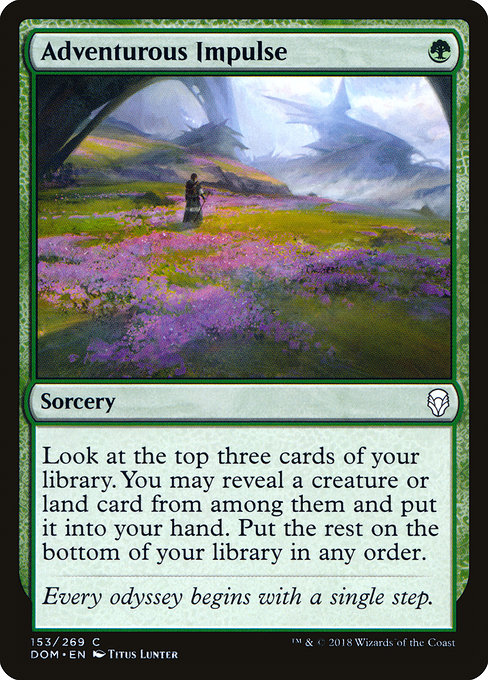 Adventurous Impulse
Sorcery
Look at the top three cards of your
library. You may reveal a creature or
land card from among them and put
it into your hand. Put the rest on the
bottom of your library in any order.
Every odyssey begins with a single step.
153/269 C
DOM • EN Titus Lunter
™ & © 2018 Wizards of the Coast